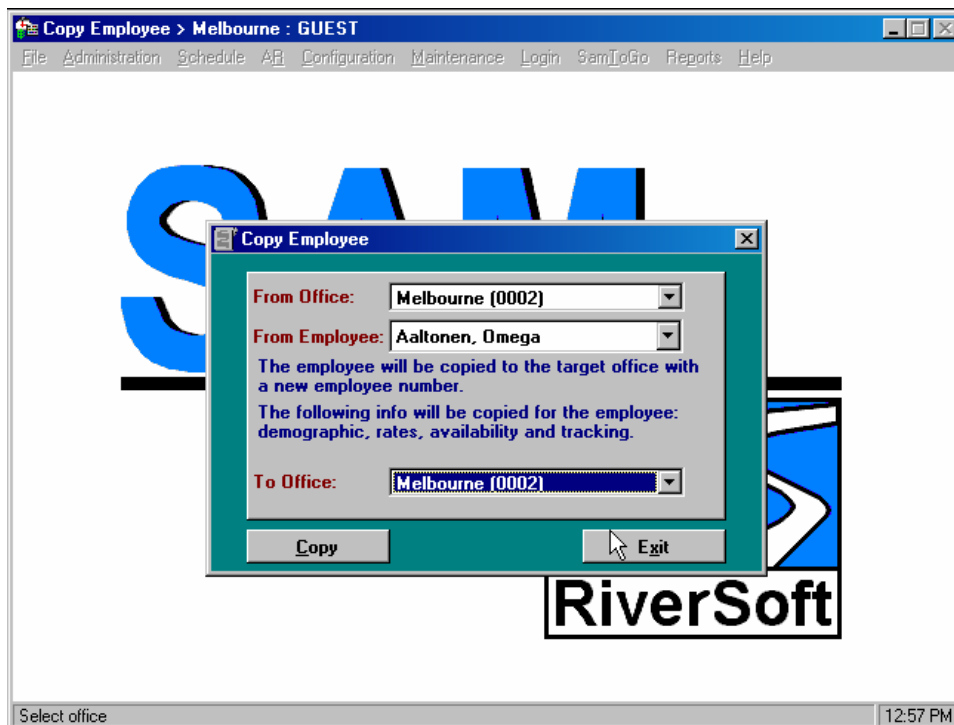 Copy Employee > Melbourne : GUEST
File Administration Schedule AR Configuration Maintenance Login SamToGo Reports Help
SAM
Copy Employee
From Office: Melbourne (0002)
From Employee: Aaltonen, Omega
The employee will be copied to the target office with
a new employee number.
The following info will be copied for the employee:
demographic, rates, availability and tracking.
To Office: Melbourne (0002)
Copy Exit
RiverSoft
Select office 12:57 PM